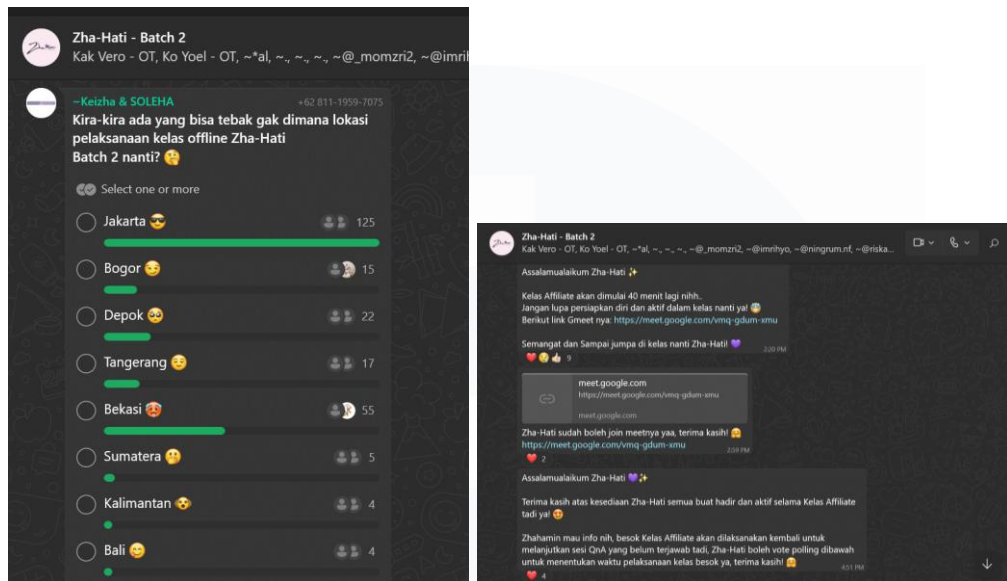 Zha-Hati - Batch 2
Kak Vero - OT, Ko Yoel - OT, ~*al, ~., ~., ~., ~@_momzri2, ~@imrih
~Keizha & SOLEHA +62 811-1959-7075
Kira-kira ada yang bisa tebak gak dimana lokasi
pelaksanaan kelas offline Zha-Hati
Batch 2 nanti? 🤔
Select one or more
Jakarta 😎 125
Bogor 😏 15
Depok 🥺 22
Tangerang 😌 17
Bekasi 🥵 55
Sumatera 🤫 5
Kalimantan 😵 4
Bali 😋 4
Zha-Hati - Batch 2
Kak Vero - OT, Ko Yoel - OT, ~*al, ~., ~., ~., ~@_momzri2, ~@imrihyo, ~@ningrum.nf, ~@riska...
Assalamualaikum Zha-Hati ✨
Kelas Affiliate akan dimulai 40 menit lagi nihh..
Jangan lupa persiapkan diri dan aktif dalam kelas nanti ya! 😇
Berikut link Gmeet nya: https://meet.google.com/vmq-gdum-xmu
Semangat dan Sampai jumpa di kelas nanti Zha-Hati! 💜
2:20 PM
9
meet.google.com
https://meet.google.com/vmq-gdum-xmu
meet.google.com
Zha-Hati sudah boleh join meetnya yaa, terima kasih! 🤗
https://meet.google.com/vmq-gdum-xmu
2:59 PM
2
Assalamualaikum Zha-Hati 💜✨
Terima kasih atas kesediaan Zha-Hati semua buat hadir dan aktif selama Kelas Affiliate
tadi ya! 😍
Zhahamin mau info nih, besok Kelas Affiliate akan dilaksanakan kembali untuk
melanjutkan sesi QnA yang belum terjawab tadi, Zha-Hati boleh vote polling dibawah
untuk menentukan waktu pelaksanaan kelas besok ya, terima kasih! 🤗
4:51 PM
4